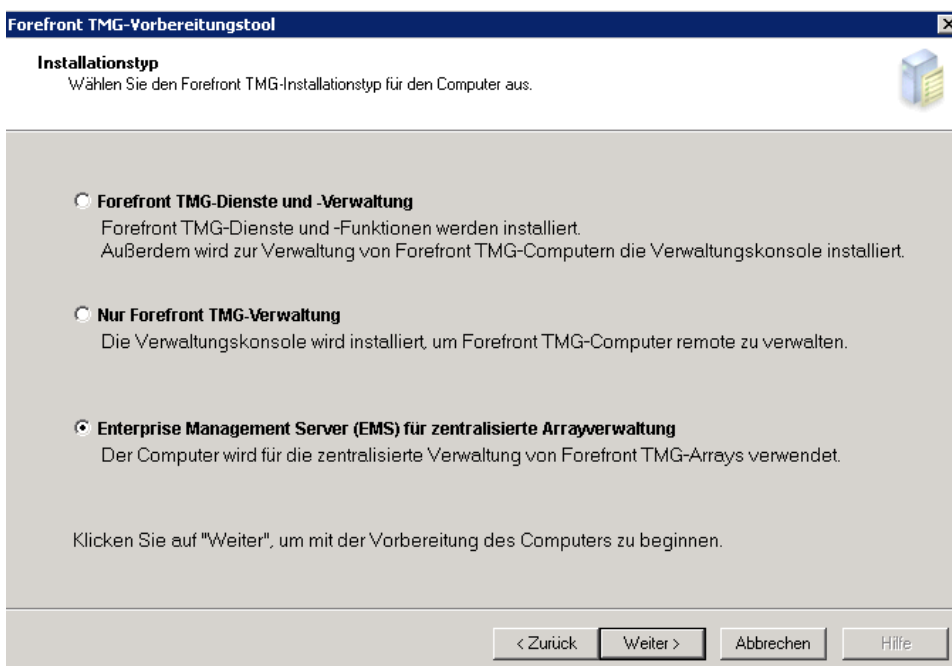 Forefront TMG-Vorbereitungstool
Installationstyp
Wählen Sie den Forefront TMG-Installationstyp für den Computer aus.
Forefront TMG-Dienste und -Verwaltung
Forefront TMG-Dienste und -Funktionen werden installiert.
Außerdem wird zur Verwaltung von Forefront TMG-Computern die Verwaltungskonsole installiert.
Nur Forefront TMG-Verwaltung
Die Verwaltungskonsole wird installiert, um Forefront TMG-Computer remote zu verwalten.
Enterprise Management Server (EMS) für zentralisierte Arrayverwaltung
Der Computer wird für die zentralisierte Verwaltung von Forefront TMG-Arrays verwendet.
Klicken Sie auf "Weiter", um mit der Vorbereitung des Computers zu beginnen.
< Zurück Weiter > Abbrechen Hilfe